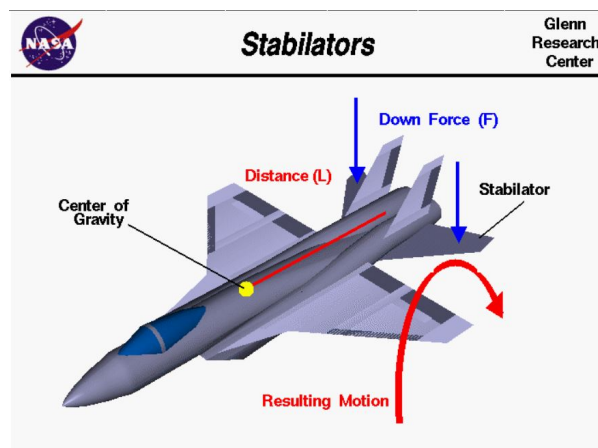 NASA
Stabilators
Glenn
Research
Center
Down Force (F)
Distance (L)
Stabilator
Center of
Gravity
Resulting Motion